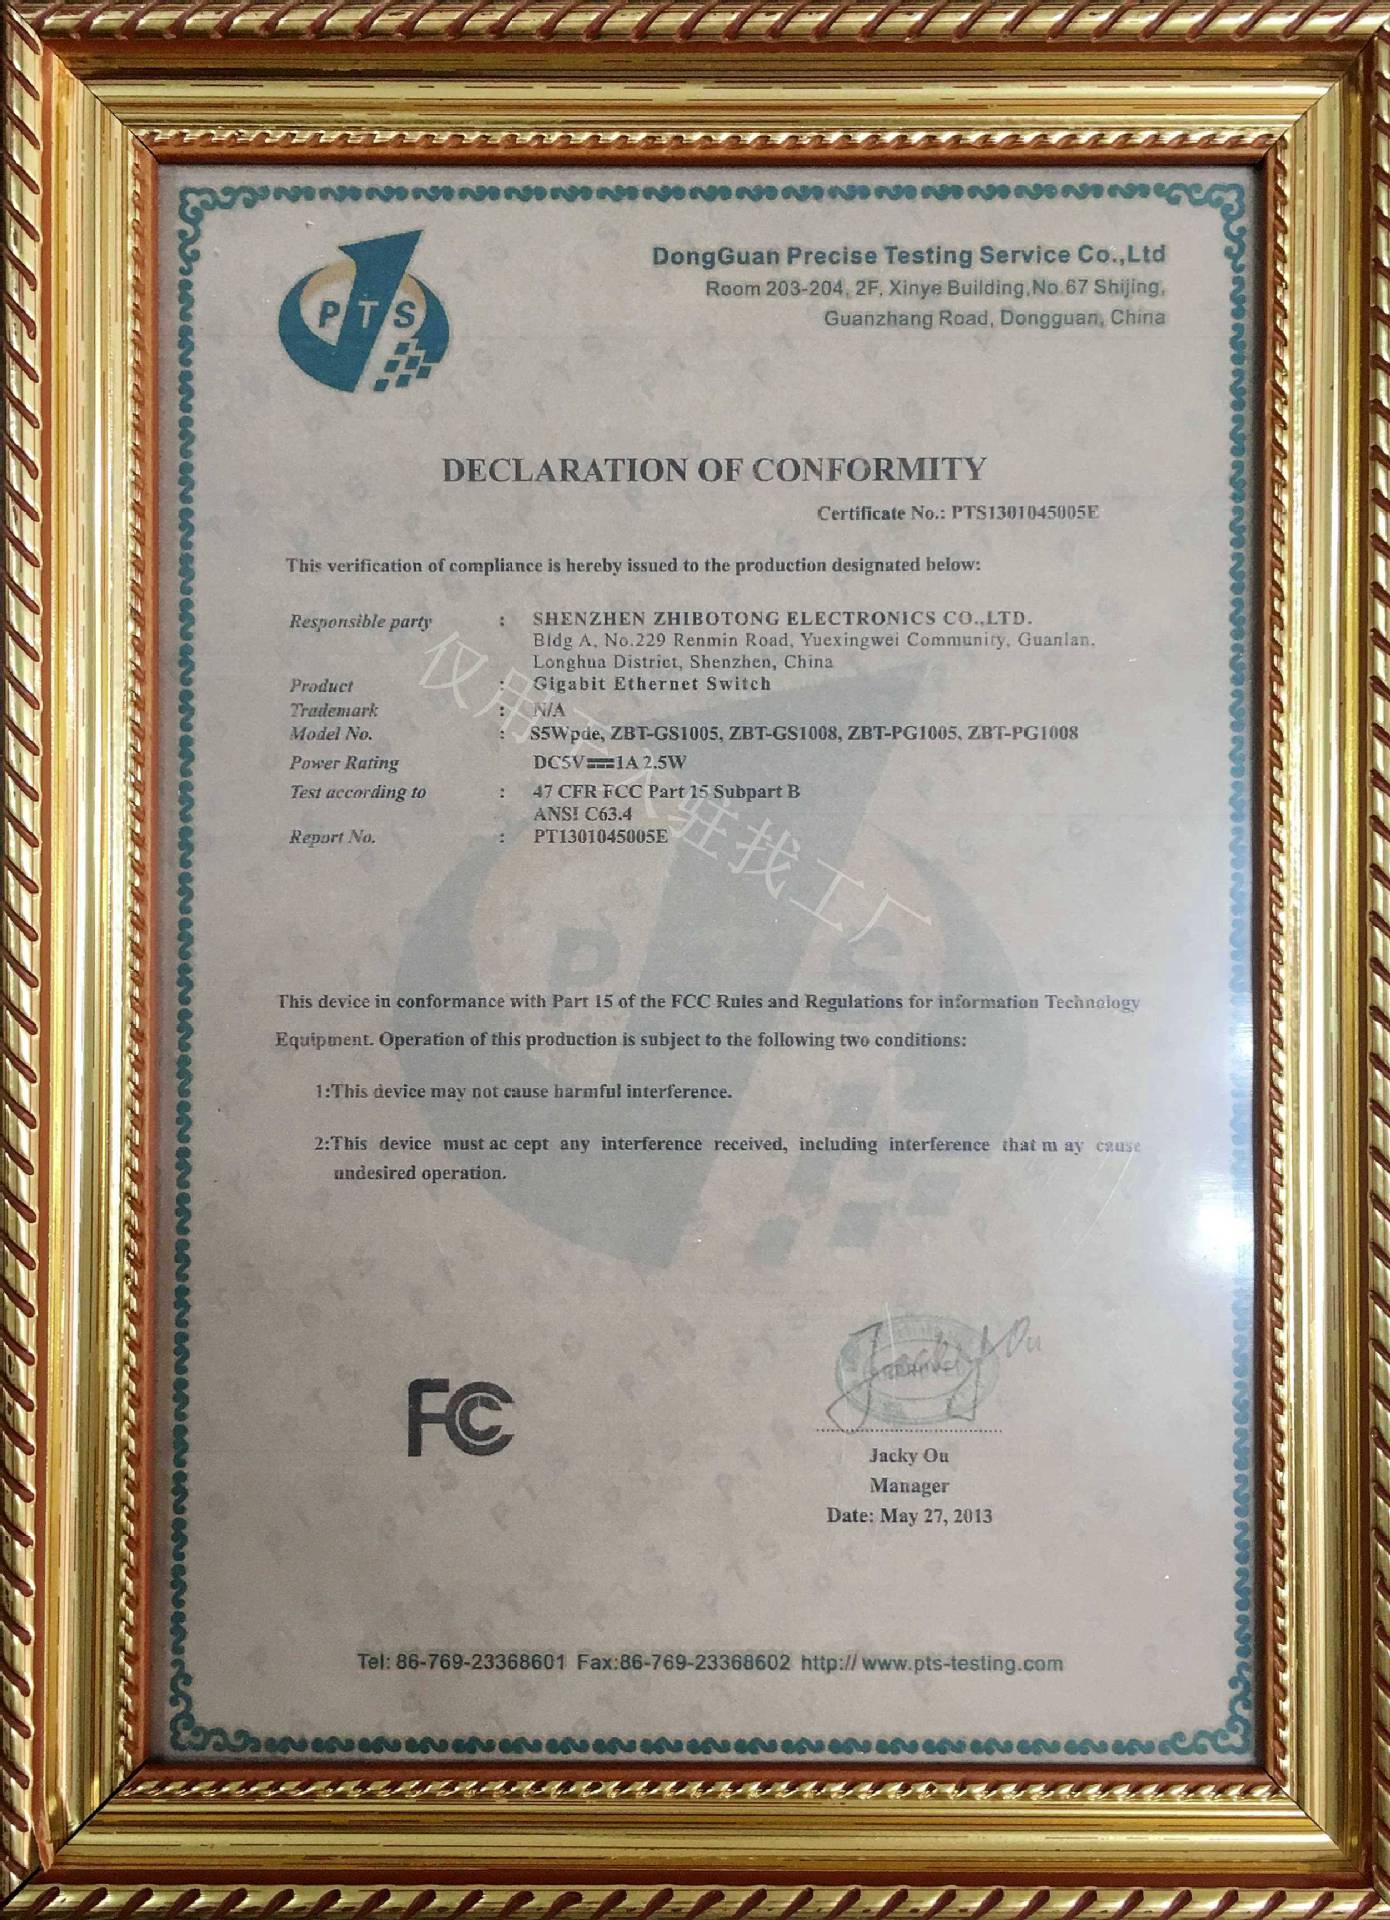 PTS
DongGuan Precise Testing Service Co.,Ltd
Room 203-204, 2F, Xinye Building,No.67 Shijing,
Guanzhang Road, Dongguan, China
DECLARATION OF CONFORMITY
Certificate No.: PTS1301045005E
This verification of compliance is hereby issued to the production designated below:
Responsible party : SHENZHEN ZHIBOTONG ELECTRONICS CO.,LTD.
Bldg A, No.229 Renmin Road, Yuexingwei Community, Guanlan,
Longhua District, Shenzhen, China
Product : Gigabit Ethernet Switch
Trademark : N/A
Model No. : S5Wpde, ZBT-GS1005, ZBT-GS1008, ZBT-PG1005, ZBT-PG1008
Power Rating DC5V⎓1A 2.5W
Test according to : 47 CFR FCC Part 15 Subpart B
ANSI C63.4
Report No. : PT1301045005E
仅用于入驻找工厂
This device in conformance with Part 15 of the FCC Rules and Regulations for information Technology
Equipment. Operation of this production is subject to the following two conditions:
1:This device may not cause harmful interference.
2:This device must ac cept any interference received, including interference that m ay cause
undesired operation.
FC
Jacky Ou
Jacky Ou
Manager
Date: May 27, 2013
Tel: 86-769-23368601 Fax:86-769-23368602 http://www.pts-testing.com